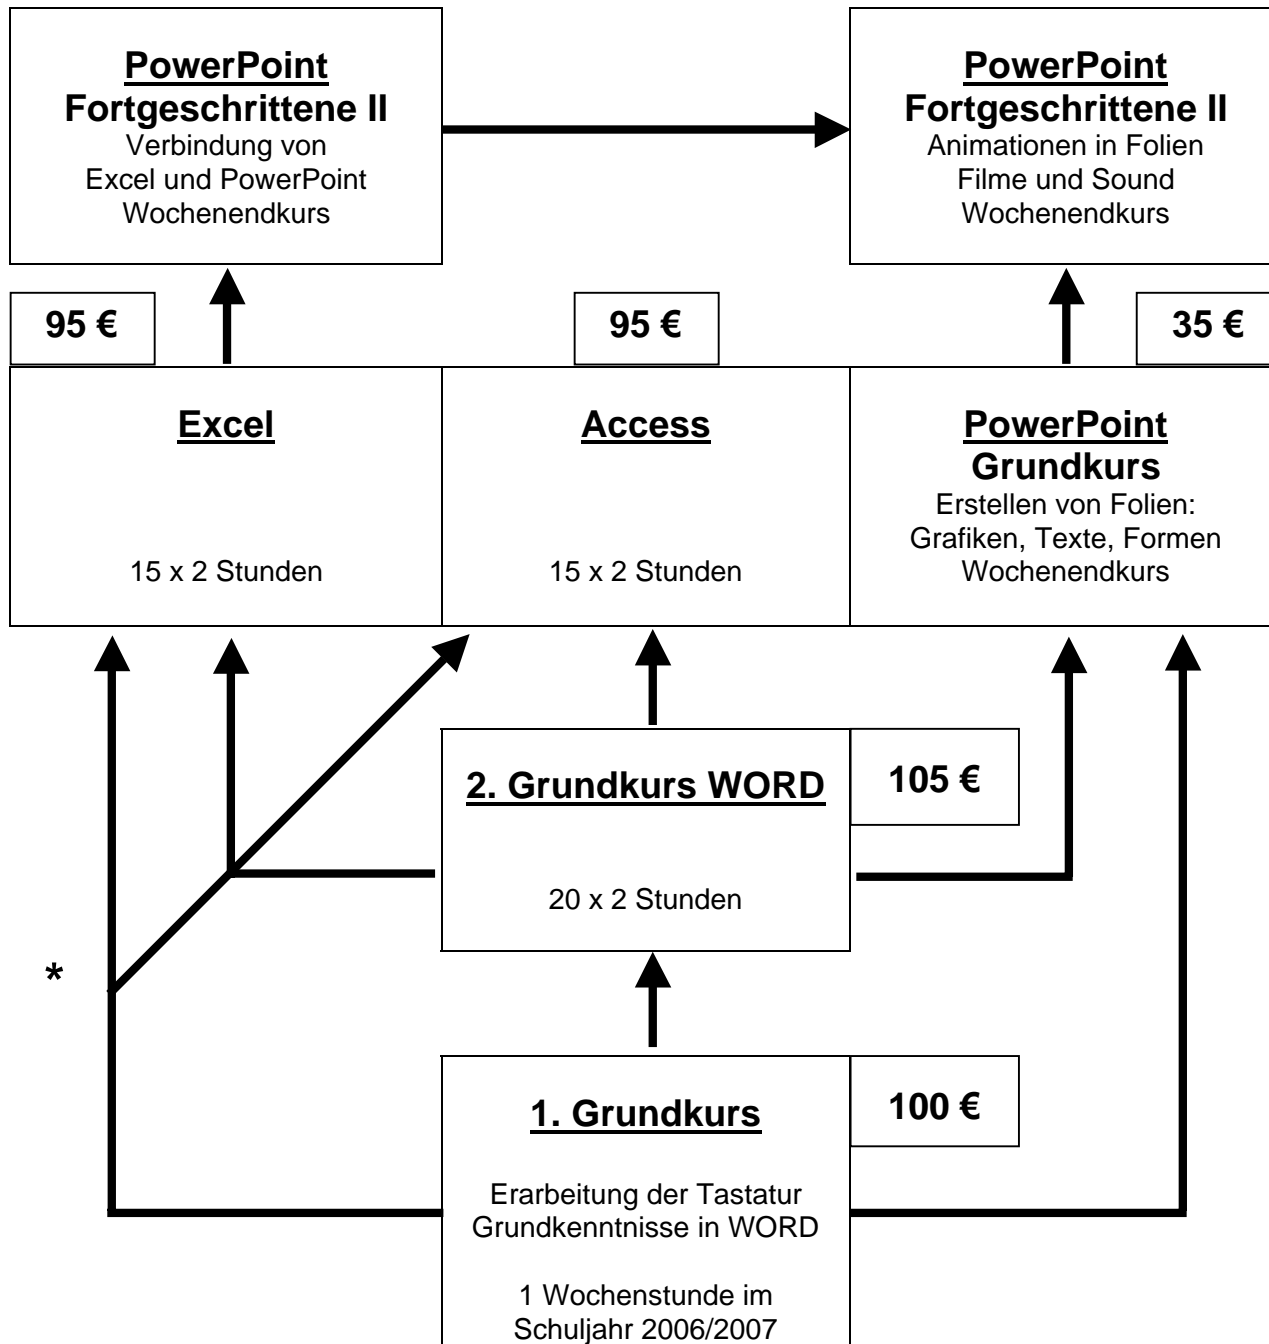 PowerPoint
Fortgeschrittene II
Verbindung von
Excel und PowerPoint
Wochenendkurs
PowerPoint
Fortgeschrittene II
Animationen in Folien
Filme und Sound
Wochenendkurs
95 €
95 €
35 €
Excel
15 x 2 Stunden
Access
15 x 2 Stunden
PowerPoint
Grundkurs
Erstellen von Folien:
Grafiken, Texte, Formen
Wochenendkurs
2. Grundkurs WORD
20 x 2 Stunden
105 €
*
1. Grundkurs
Erarbeitung der Tastatur
Grundkenntnisse in WORD
1 Wochenstunde im
Schuljahr 2006/2007
100 €